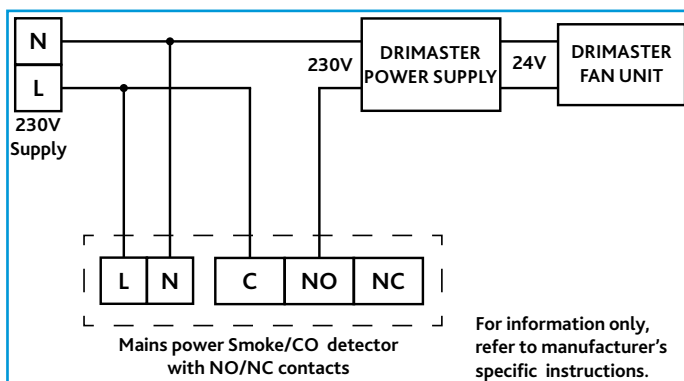 N
L
230V
Supply
230V
DRIMASTER
POWER SUPPLY
24V
DRIMASTER
FAN UNIT
L N C NO NC
Mains power Smoke/CO detector
with NO/NC contacts
For information only,
refer to manufacturer's
specific instructions.